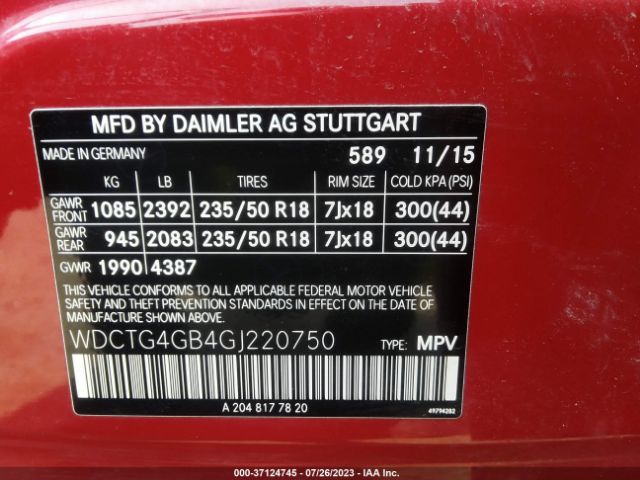 MFD BY DAIMLER AG STUTTGART
MADE IN GERMANY 589 11/15
KG LB TIRES RIM SIZE COLD KPA (PSI)
GAWR FRONT 1085 2392 235/50 R18 7Jx18 300(44)
GAWR REAR 945 2083 235/50 R18 7Jx18 300(44)
GWR 1990 4387
THIS VEHICLE CONFORMS TO ALL APPLICABLE FEDERAL MOTOR VEHICLE
SAFETY AND THEFT PREVENTION STANDARDS IN EFFECT ON THE DATE
OF MANUFACTURE.
WDCTG4GB4GJ220750 TYPE: MPV
A 204 817 78 20
49794282
000-37124745 - 07/26/2023 - IAA Inc.